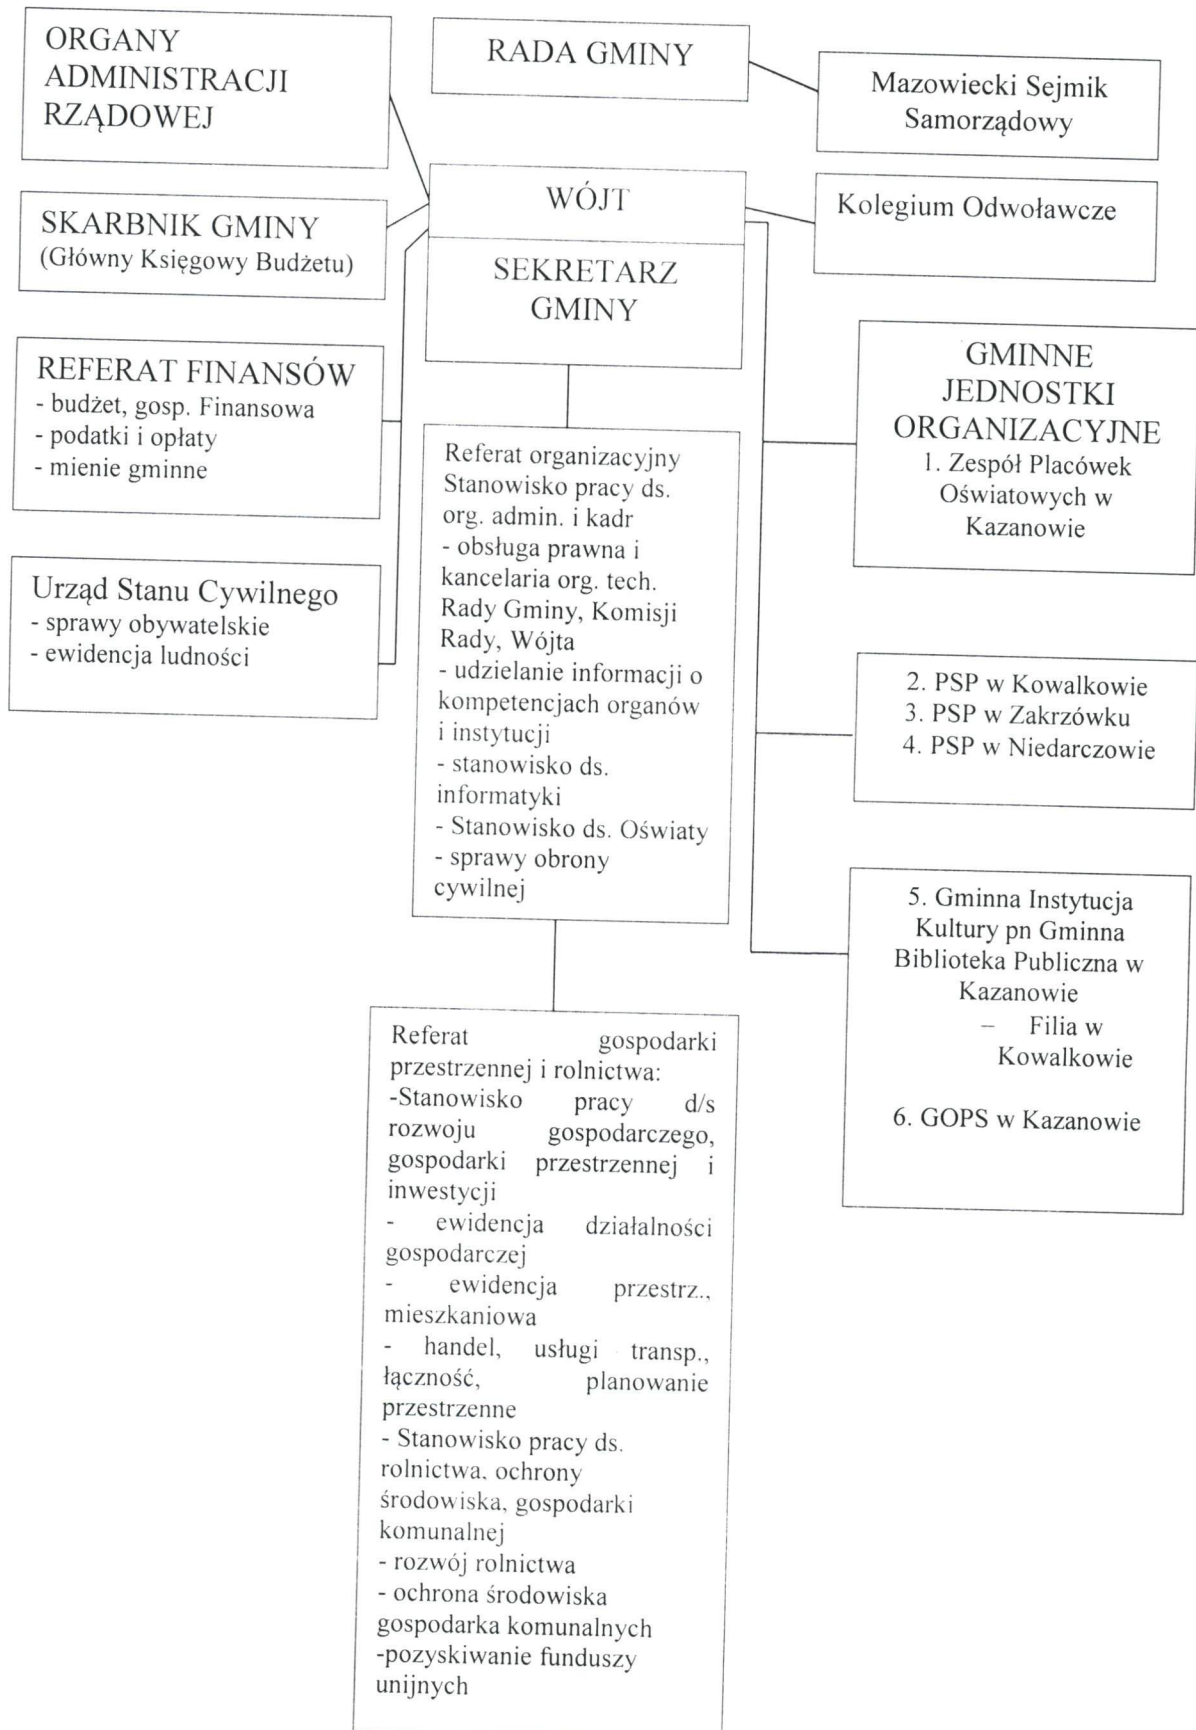 ORGANY
ADMINISTRACJI
RZĄDOWEJ
RADA GMINY
Mazowiecki Sejmik
Samorządowy
SKARBNIK GMINY
(Główny Księgowy Budżetu)
WÓJT
SEKRETARZ
GMINY
Kolegium Odwoławcze
REFERAT FINANSÓW
- budżet, gosp. Finansowa
- podatki i opłaty
- mienie gminne
Urząd Stanu Cywilnego
- sprawy obywatelskie
- ewidencja ludności
Referat organizacyjny
Stanowisko pracy ds.
org. admin. i kadr
- obsługa prawna i
kancelaria org. tech.
Rady Gminy, Komisji
Rady, Wójta
- udzielanie informacji o
kompetencjach organów
i instytucji
- stanowisko ds.
informatyki
- Stanowisko ds. Oświaty
- sprawy obrony
cywilnej
GMINNE
JEDNOSTKI
ORGANIZACYJNE
1. Zespół Placówek
Oświatowych w
Kazanowie
2. PSP w Kowalkowie
3. PSP w Zakrzówku
4. PSP w Niedarczowie
5. Gminna Instytucja
Kultury pn Gminna
Biblioteka Publiczna w
Kazanowie
– Filia w
Kowalkowie
6. GOPS w Kazanowie
Referat gospodarki
przestrzennej i rolnictwa:
-Stanowisko pracy d/s
rozwoju gospodarczego,
gospodarki przestrzennej i
inwestycji
- ewidencja działalności
gospodarczej
- ewidencja przestrz.,
mieszkaniowa
- handel, usługi transp.,
łączność, planowanie
przestrzenne
- Stanowisko pracy ds.
rolnictwa, ochrony
środowiska, gospodarki
komunalnej
- rozwój rolnictwa
- ochrona środowiska
gospodarka komunalnych
-pozyskiwanie funduszy
unijnych